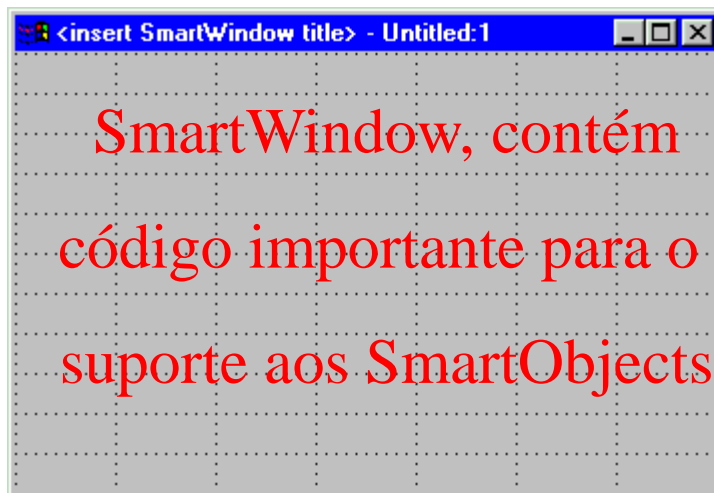 <insert SmartWindow title> - Untitled:1
SmartWindow, contém
código importante para o
suporte aos SmartObjects